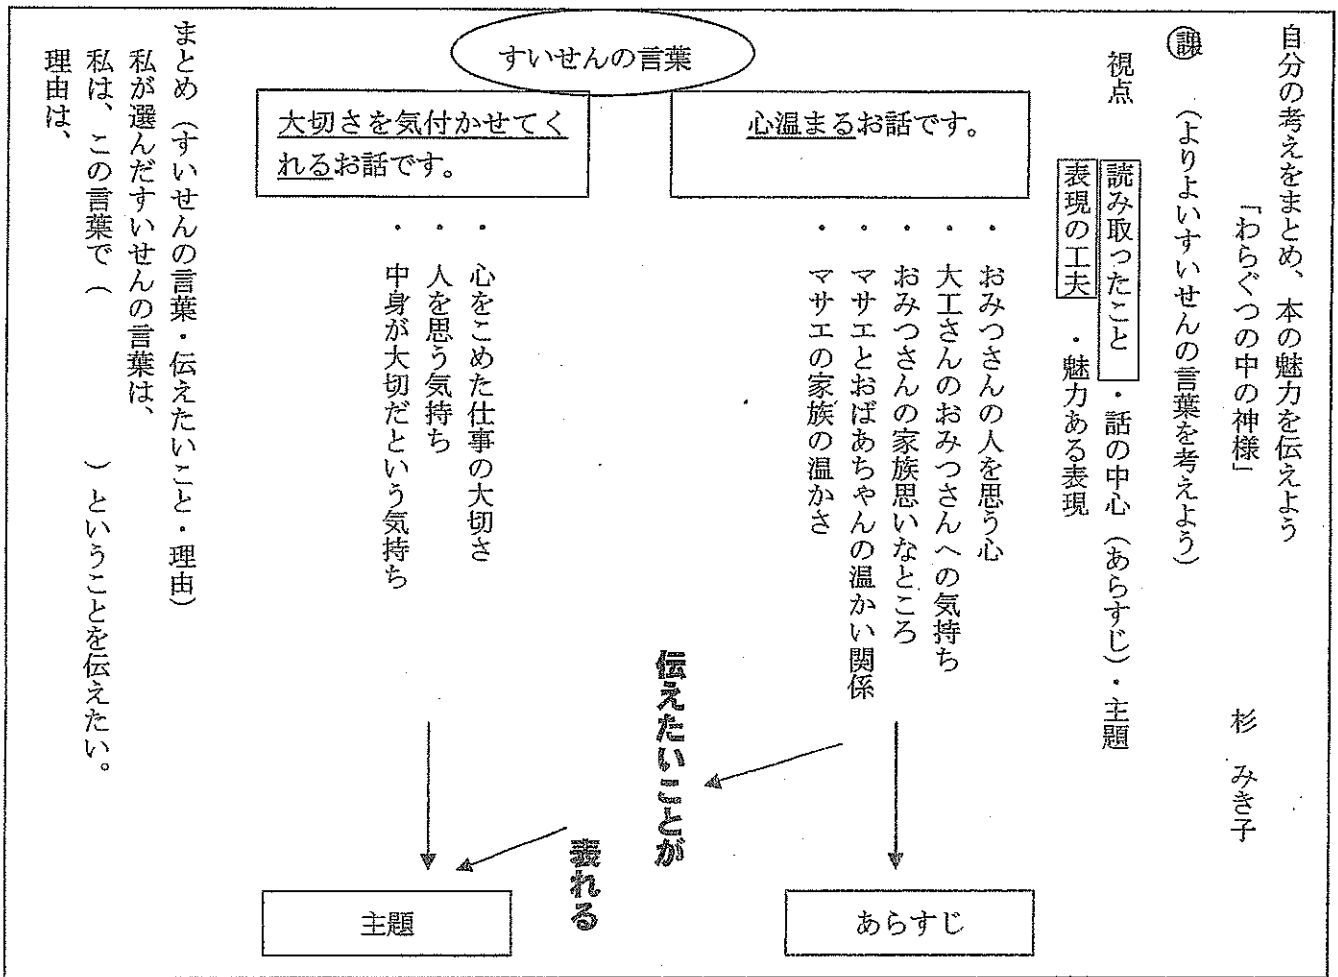 自分の考えをまとめ、本の魅力を伝えよう
「わらぐつの中の神様」 杉 みき子
課 (よりよいすいせんの言葉を考えよう)
視点 読み取ったこと ・話の中心(あらすじ)・主題
表現の工夫 ・魅力ある表現
すいせんの言葉
心温まるお話です。
・ おみつさんの人を思う心
・ 大工さんのおみつさんへの気持ち
・ おみつさんの家族思いなところ
・ マサエとおばあちゃんの温かい関係
・ マサエの家族の温かさ
あらすじ
伝えたいことが
表れる
大切さを気付かせてく
れるお話です。
・ 心をこめた仕事の大切さ
・ 人を思う気持ち
・ 中身が大切だという気持ち
主題
まとめ(すいせんの言葉・伝えたいこと・理由)
私が選んだすいせんの言葉は、
私は、この言葉で( )ということを伝えたい。
理由は、